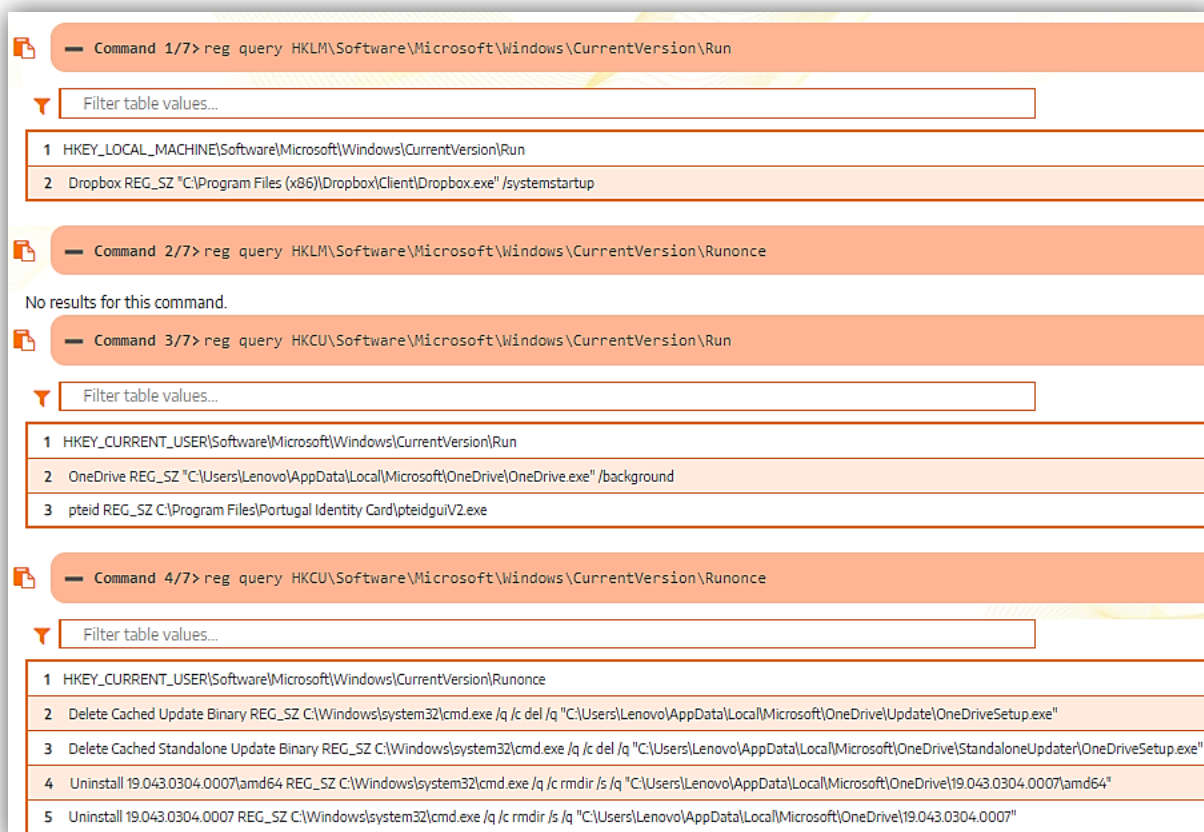 Command 1/7> reg query HKLM\Software\Microsoft\Windows\CurrentVersion\Run
Filter table values...
1 HKEY_LOCAL_MACHINE\Software\Microsoft\Windows\CurrentVersion\Run
2 Dropbox REG_SZ "C:\Program Files (x86)\Dropbox\Client\Dropbox.exe" /systemstartup
Command 2/7> reg query HKLM\Software\Microsoft\Windows\CurrentVersion\Runonce
No results for this command.
Command 3/7> reg query HKCU\Software\Microsoft\Windows\CurrentVersion\Run
Filter table values...
1 HKEY_CURRENT_USER\Software\Microsoft\Windows\CurrentVersion\Run
2 OneDrive REG_SZ "C:\Users\Lenovo\AppData\Local\Microsoft\OneDrive\OneDrive.exe" /background
3 pteid REG_SZ C:\Program Files\Portugal Identity Card\pteidguiV2.exe
Command 4/7> reg query HKCU\Software\Microsoft\Windows\CurrentVersion\Runonce
Filter table values...
1 HKEY_CURRENT_USER\Software\Microsoft\Windows\CurrentVersion\Runonce
2 Delete Cached Update Binary REG_SZ C:\Windows\system32\cmd.exe /q /c del /q "C:\Users\Lenovo\AppData\Local\Microsoft\OneDrive\Update\OneDriveSetup.exe"
3 Delete Cached Standalone Update Binary REG_SZ C:\Windows\system32\cmd.exe /q /c del /q "C:\Users\Lenovo\AppData\Local\Microsoft\OneDrive\StandaloneUpdater\OneDriveSetup.exe"
4 Uninstall 19.043.0304.0007\amd64 REG_SZ C:\Windows\system32\cmd.exe /q /c rmdir /s /q "C:\Users\Lenovo\AppData\Local\Microsoft\OneDrive\19.043.0304.0007\amd64"
5 Uninstall 19.043.0304.0007 REG_SZ C:\Windows\system32\cmd.exe /q /c rmdir /s /q "C:\Users\Lenovo\AppData\Local\Microsoft\OneDrive\19.043.0304.0007"